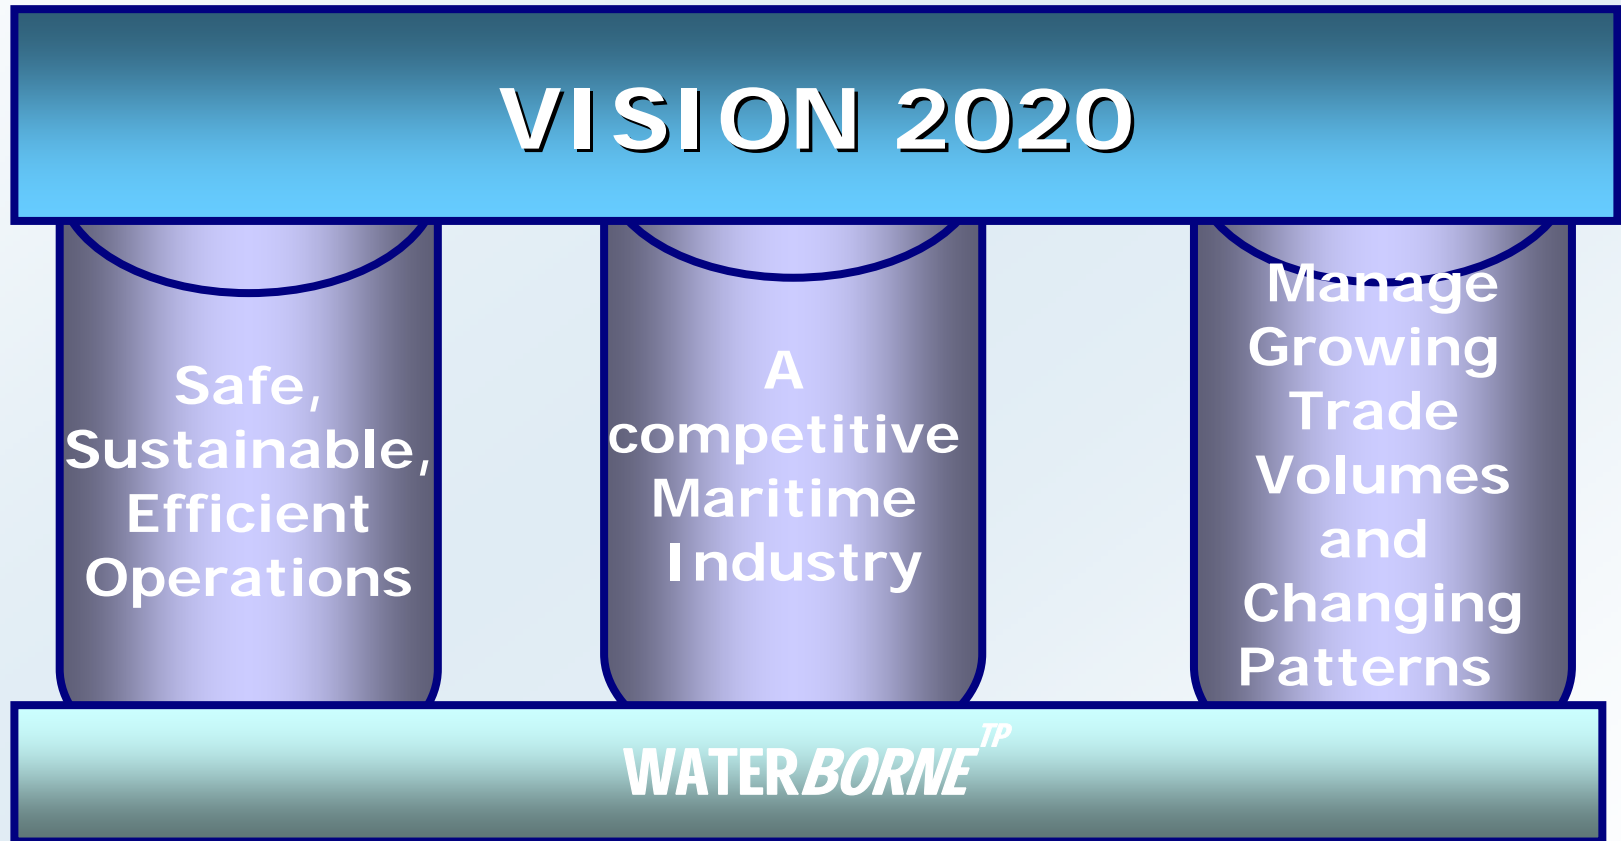 VISION 2020
Safe,
Sustainable,
Efficient
Operations
A
competitive
Maritime
Industry
Manage
Growing
Trade
Volumes
and
Changing
Patterns
WATERBORNE TP